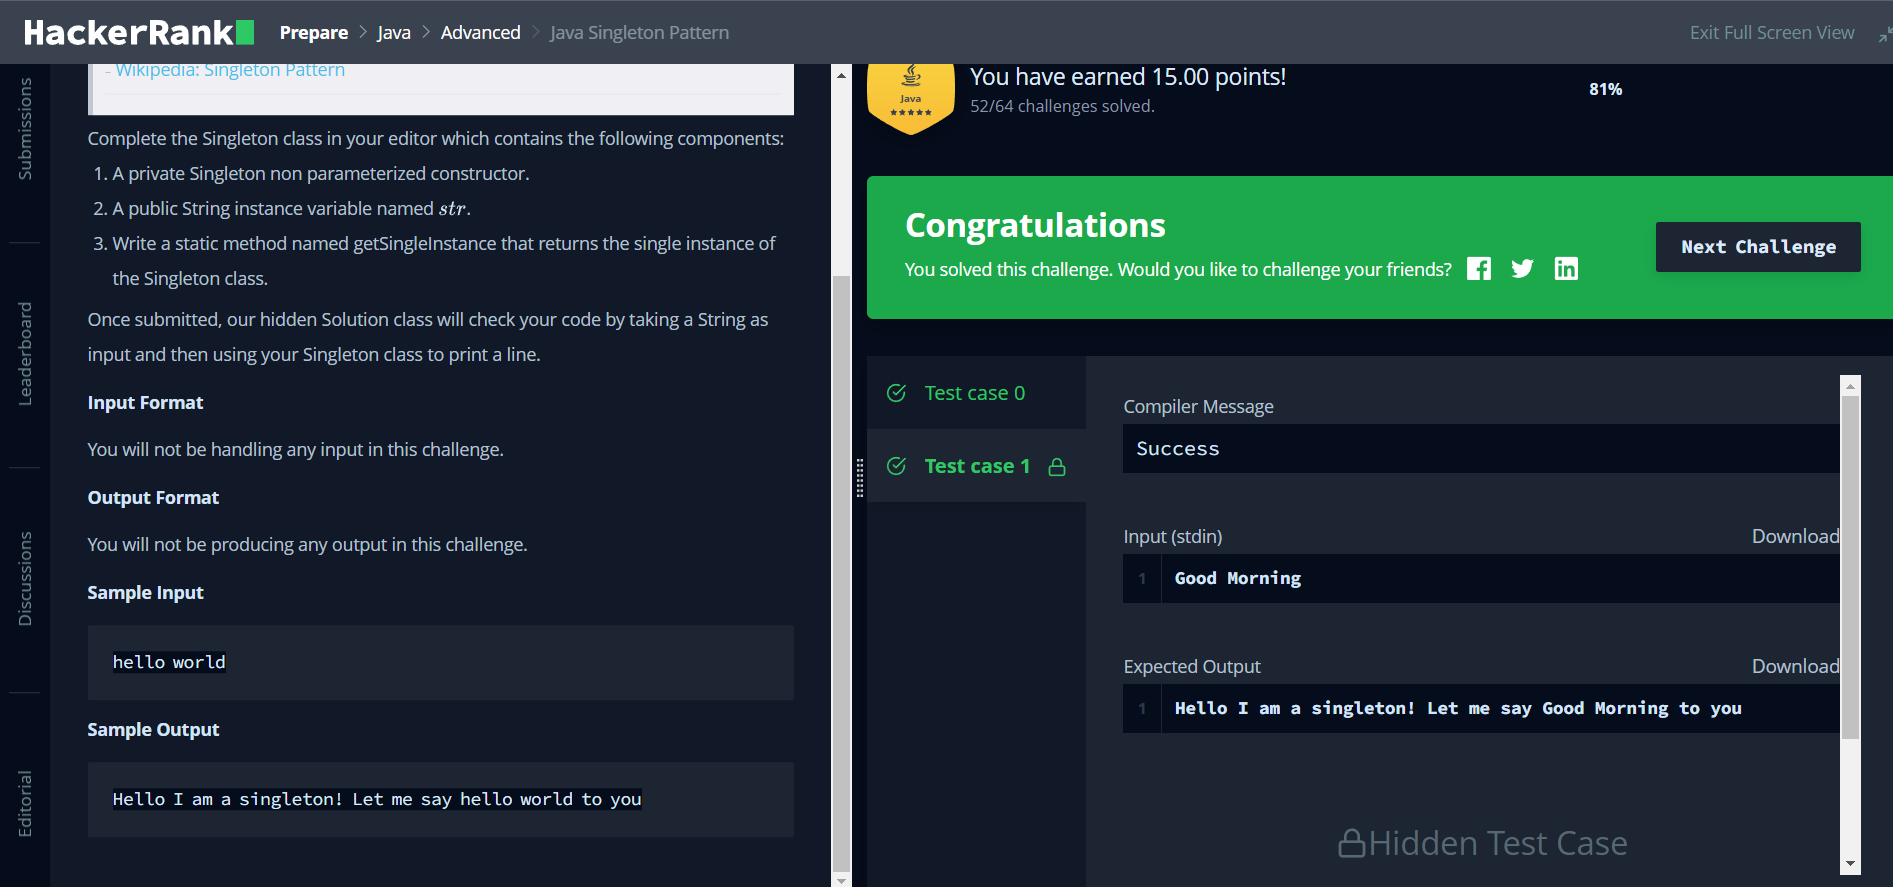 HackerRank
Prepare > Java > Advanced > Java Singleton Pattern
Exit Full Screen View
Submissions
Leaderboard
Discussions
Editorial
- Wikipedia: Singleton Pattern
Complete the Singleton class in your editor which contains the following components:
1. A private Singleton non parameterized constructor.
2. A public String instance variable named str.
3. Write a static method named getSingleInstance that returns the single instance of
the Singleton class.
Once submitted, our hidden Solution class will check your code by taking a String as
input and then using your Singleton class to print a line.
Input Format
You will not be handling any input in this challenge.
Output Format
You will not be producing any output in this challenge.
Sample Input
hello world
Sample Output
Hello I am a singleton! Let me say hello world to you
Java
You have earned 15.00 points!
52/64 challenges solved.
81%
Congratulations
You solved this challenge. Would you like to challenge your friends?
Next Challenge
Test case 0
Test case 1
Compiler Message
Success
Input (stdin)
Download
1 Good Morning
Expected Output
Download
1 Hello I am a singleton! Let me say Good Morning to you
Hidden Test Case